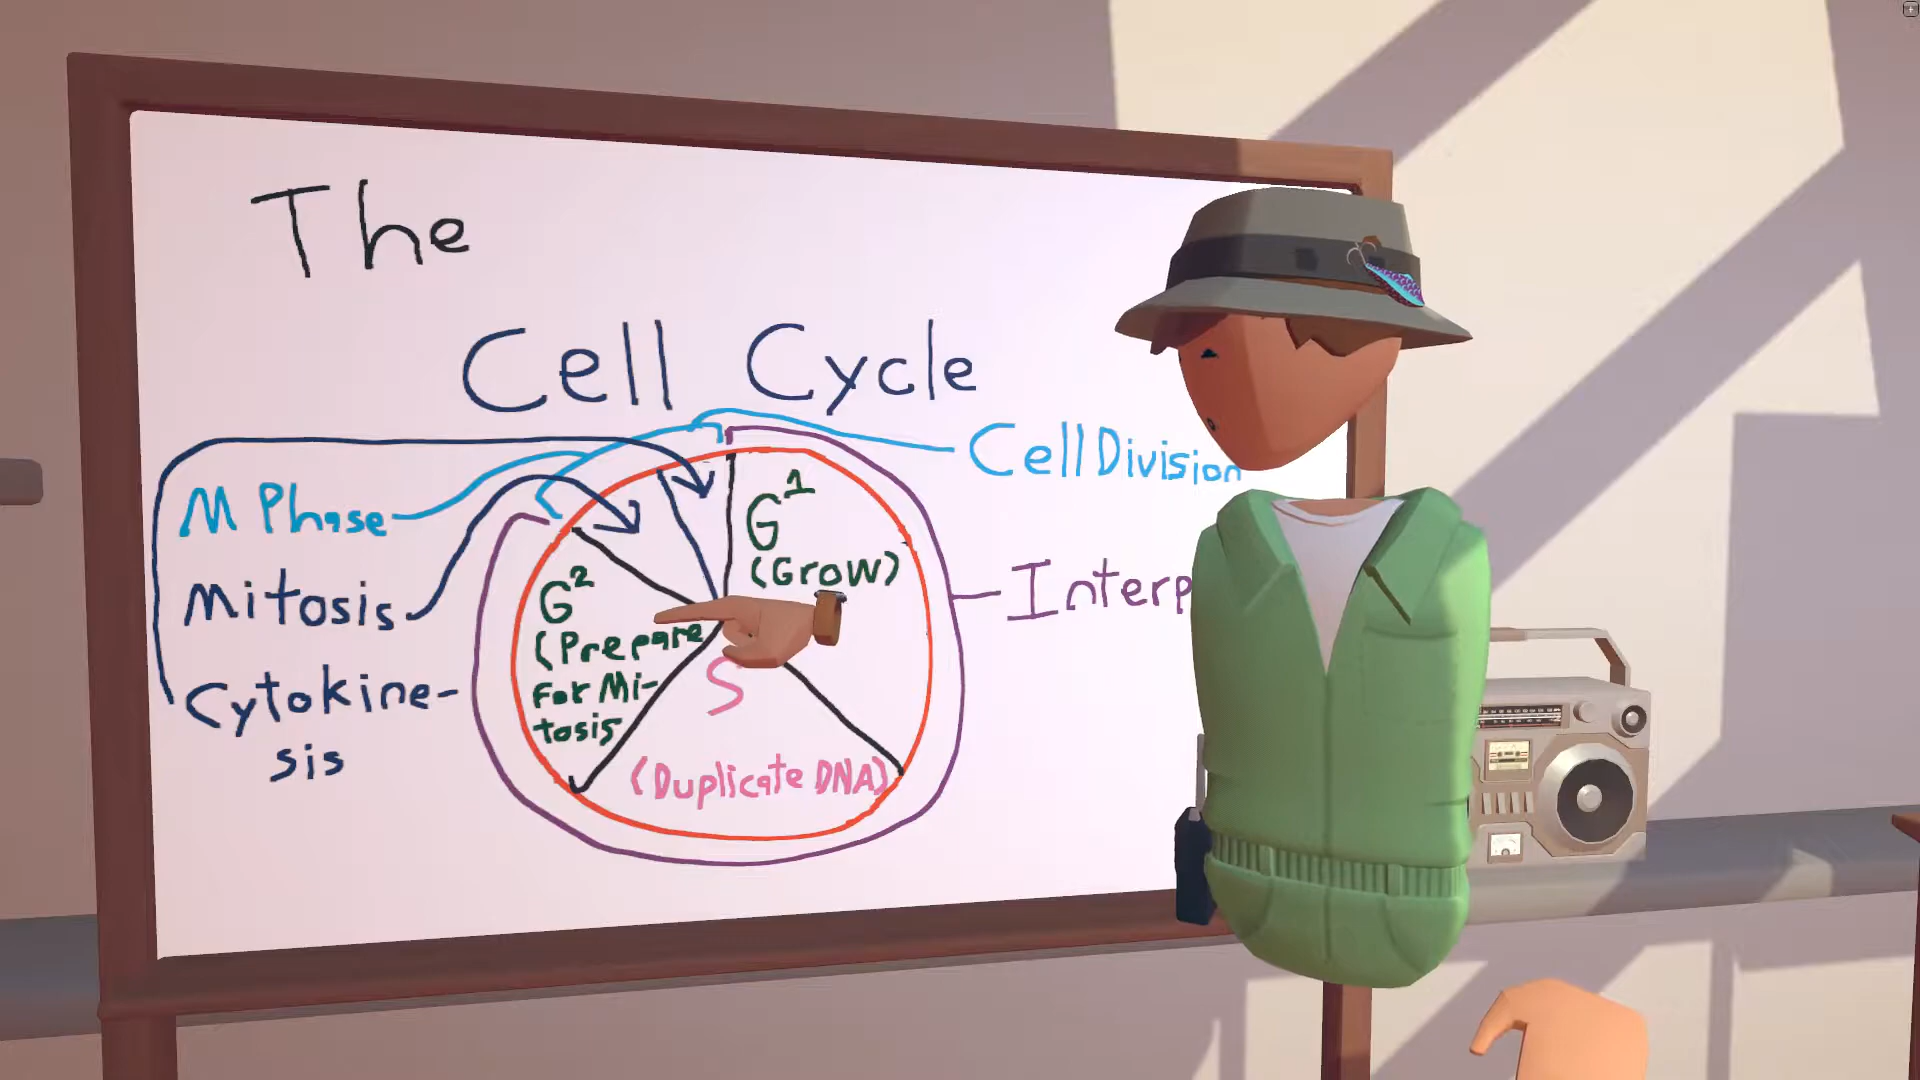 The
Cell Cycle
Cell Division
M Phase
G1
(Grow)
Interp
Mitosis
G2
(Prepare
for Mi-
tosis
Cytokine-
sis
S
(Duplicate DNA)